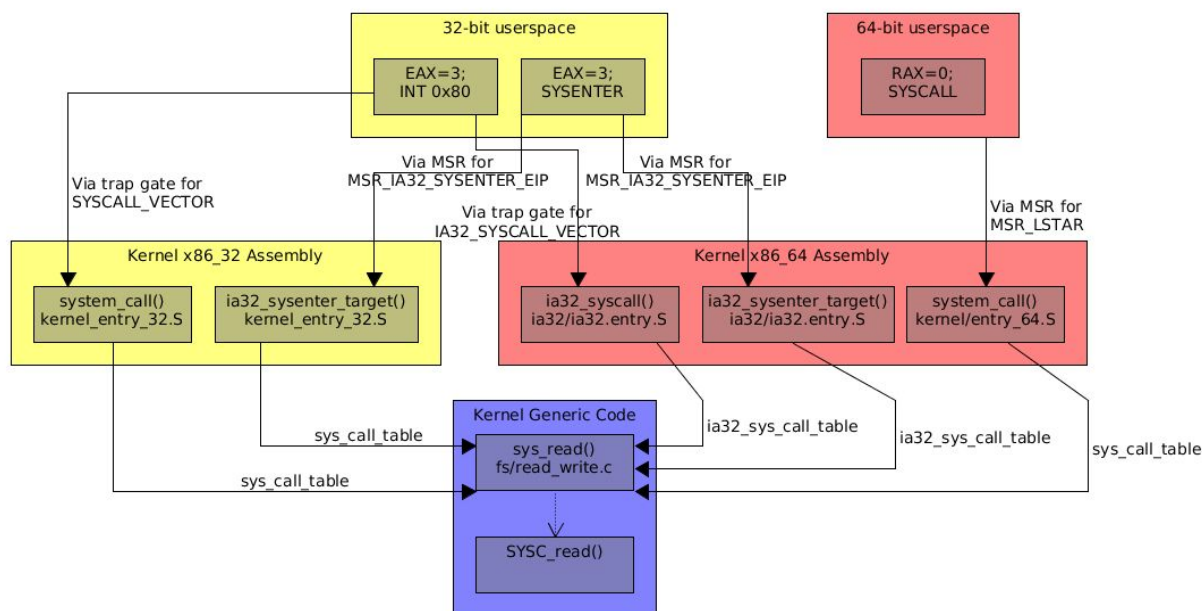 32-bit userspace
EAX=3;
INT 0x80
EAX=3;
SYSENTER
64-bit userspace
RAX=0;
SYSCALL
Via trap gate for
SYSCALL_VECTOR
Via MSR for
MSR_IA32_SYSENTER_EIP
Via trap gate for
IA32_SYSCALL_VECTOR
Via MSR for
MSR_IA32_SYSENTER_EIP
Via MSR for
MSR_LSTAR
Kernel x86_32 Assembly
system_call()
kernel_entry_32.S
ia32_sysenter_target()
kernel_entry_32.S
Kernel x86_64 Assembly
ia32_syscall()
ia32/ia32.entry.S
ia32_sysenter_target()
ia32/ia32.entry.S
system_call()
kernel/entry_64.S
sys_call_table
sys_call_table
Kernel Generic Code
sys_read()
fs/read_write.c
SYSC_read()
ia32_sys_call_table
ia32_sys_call_table
sys_call_table